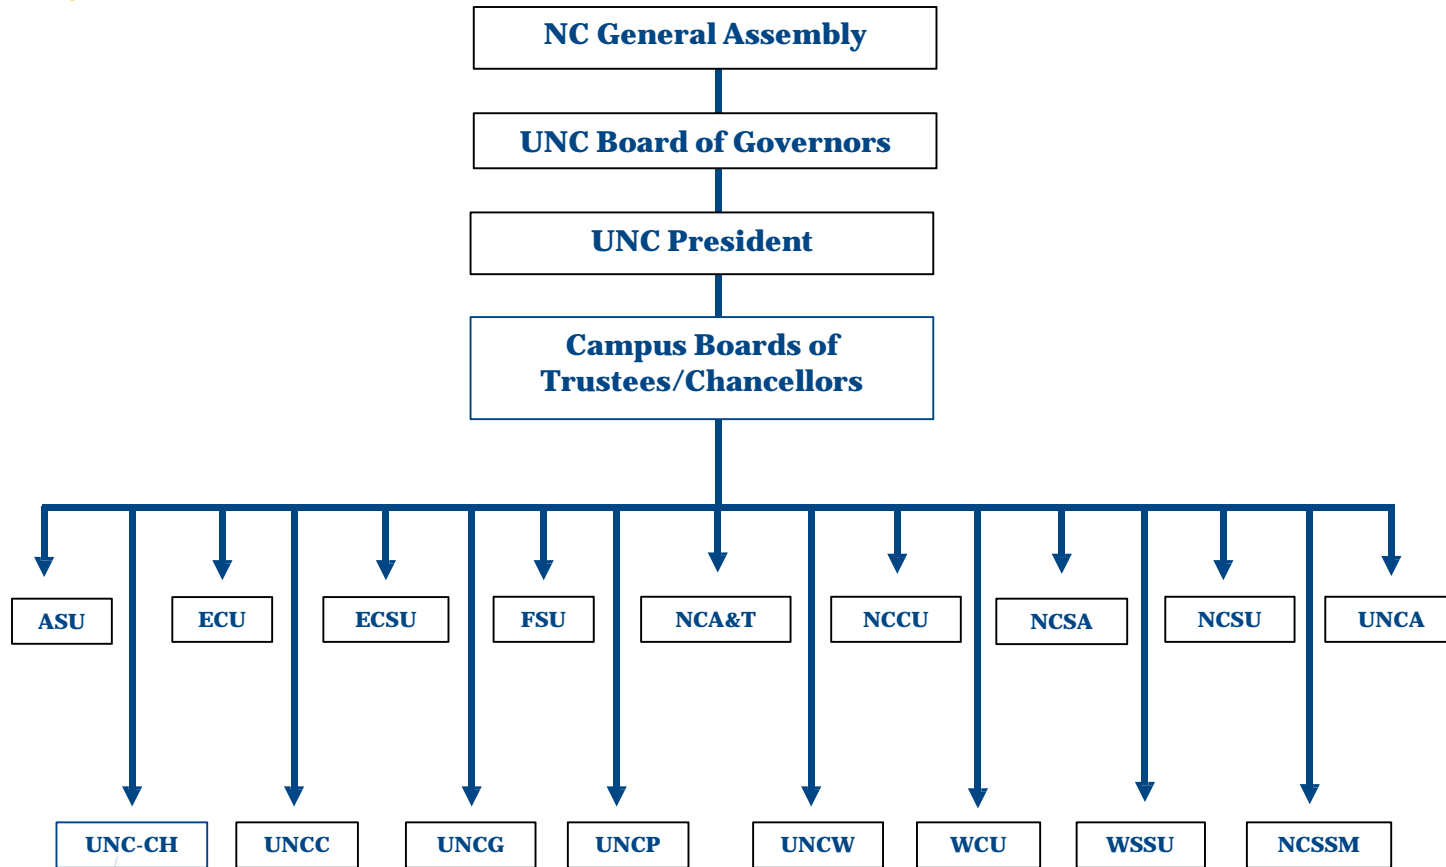 NC General Assembly
UNC Board of Governors
UNC President
Campus Boards of
Trustees/Chancellors
ASU
ECU
ECSU
FSU
NCA&T
NCCU
NCSA
NCSU
UNCA
UNC-CH
UNCC
UNCG
UNCP
UNCW
WCU
WSSU
NCSSM